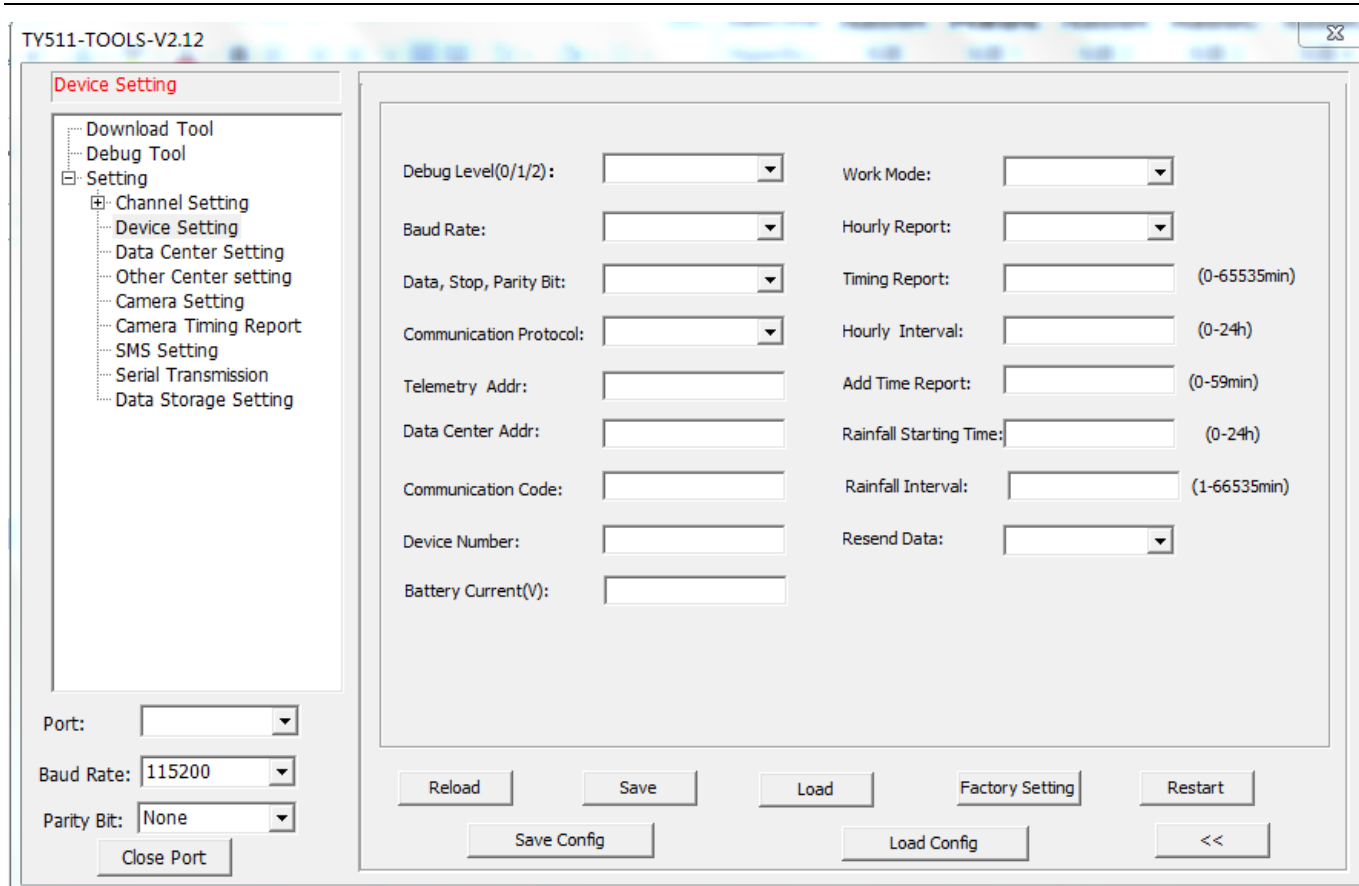 TY511-TOOLS-V2.12
Device Setting
Download Tool
Debug Tool
Setting
Channel Setting
Device Setting
Data Center Setting
Other Center setting
Camera Setting
Camera Timing Report
SMS Setting
Serial Transmission
Data Storage Setting
Port:
Baud Rate: 115200
Parity Bit: None
Close Port
Debug Level(0/1/2):
Baud Rate:
Data, Stop, Parity Bit:
Communication Protocol:
Telemetry Addr:
Data Center Addr:
Communication Code:
Device Number:
Battery Current(V):
Work Mode:
Hourly Report:
Timing Report: (0-65535min)
Hourly Interval: (0-24h)
Add Time Report: (0-59min)
Rainfall Starting Time: (0-24h)
Rainfall Interval: (1-66535min)
Resend Data:
Reload Save Load Factory Setting Restart
Save Config Load Config <<